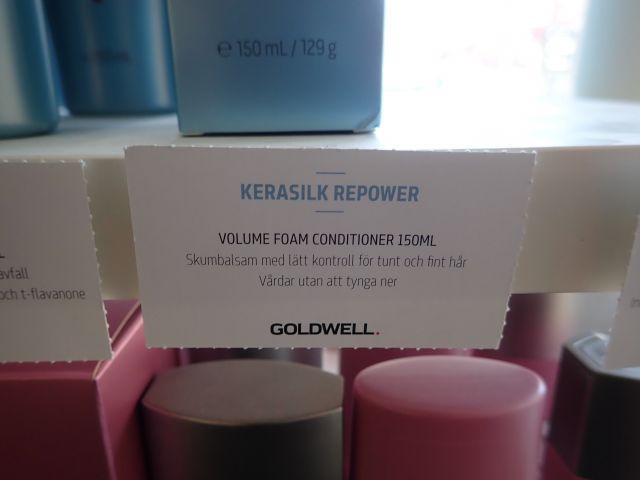 ℮ 150 mL / 129 g
KERASILK REPOWER
VOLUME FOAM CONDITIONER 150ML
Skumbalsam med lätt kontroll för tunt och fint hår
Vårdar utan att tynga ner
GOLDWELL.
avfall
och t-flavanone